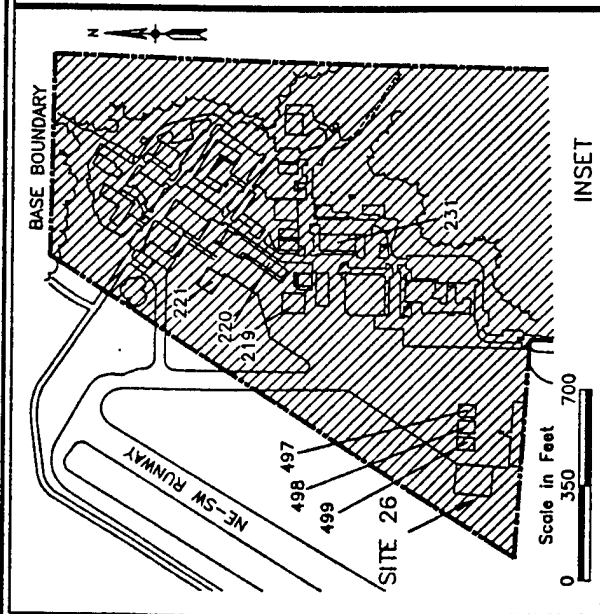 N
BASE BOUNDARY
221
220
219
231
NE-SW RUNWAY
497
498
499
SITE 26
0 350 700
Scale in Feet
INSET